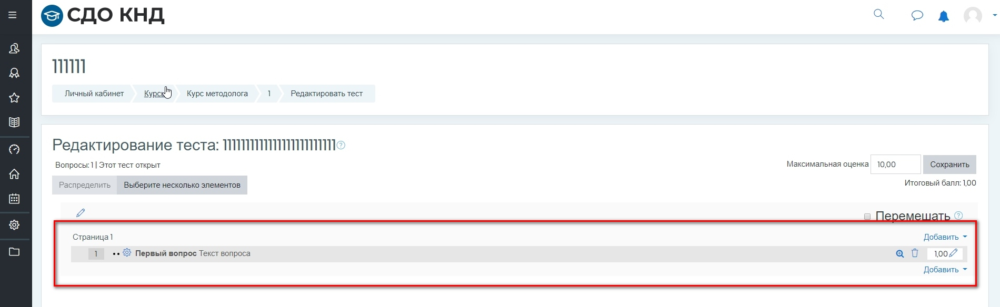 СДО КНД
111111
Личный кабинет Курсы Курс методолога 1 Редактировать тест
Редактирование теста: 1111111111111111111111111
Вопросы: 1 | Этот тест открыт
Максимальная оценка 10,00 Сохранить
Распределить Выберите несколько элементов
Итоговый балл: 1,00
Перемешать
Страница 1 Добавить
1 Первый вопрос Текст вопроса 1,00
Добавить